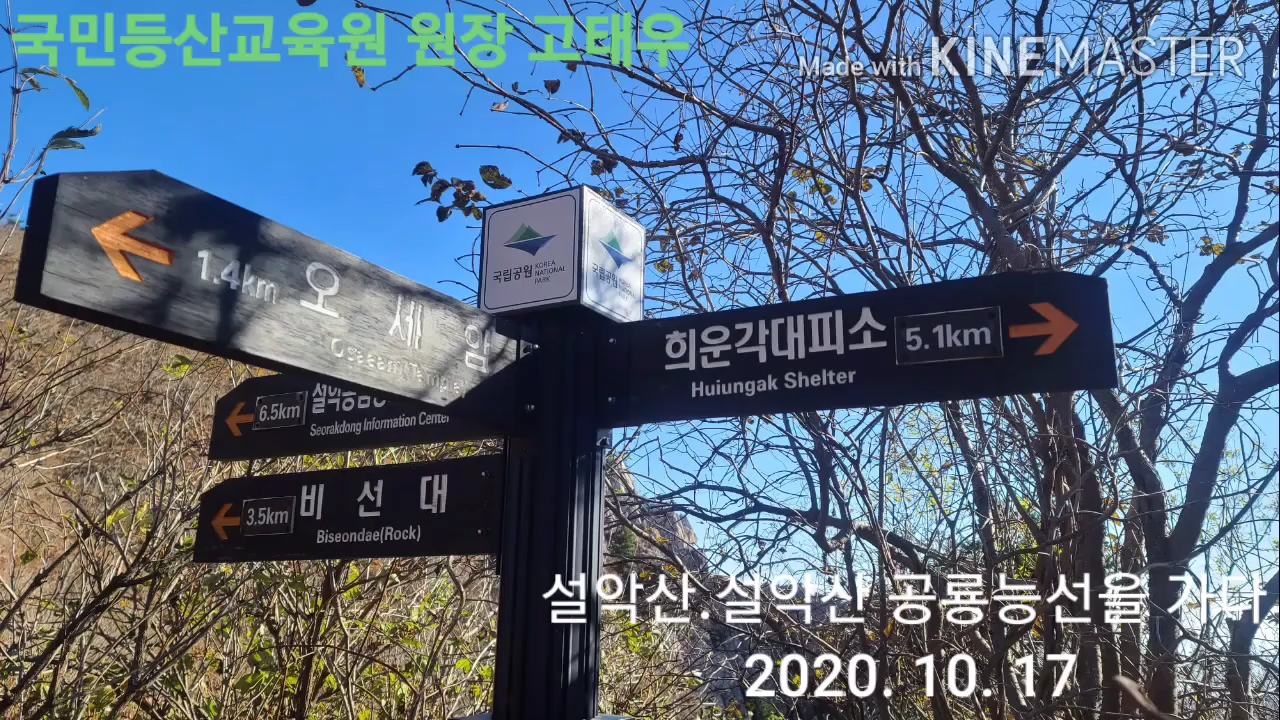 국민등산교육원 원장 고태우
Made with KINEMASTER
1.4km 오 세 암
Oseeam(Temple)
국립공원 KOREA NATIONAL PARK
국립공원
희운각대피소 5.1km
Huiungak Shelter
6.5km
Seorakdong Information Center
3.5km 비 선 대
Biseondae(Rock)
설악산.설악산 공룡능선을 가다
2020. 10. 17